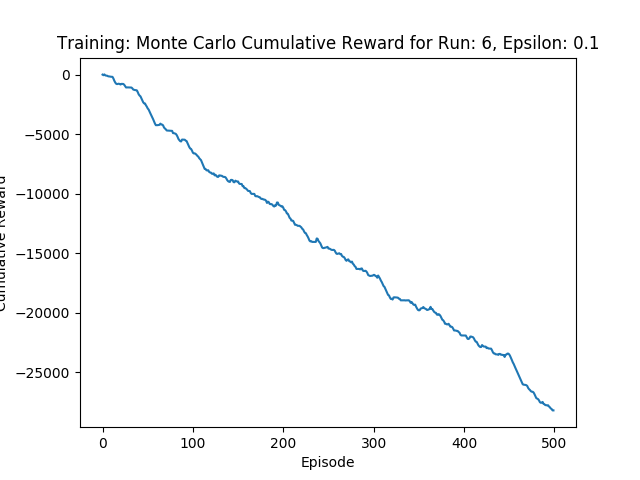 Training: Monte Carlo Cumulative Reward for Run: 6, Epsilon: 0.1
0
−5000
−10000
−15000
−20000
−25000
Cumulative Reward
0 100 200 300 400 500
Episode